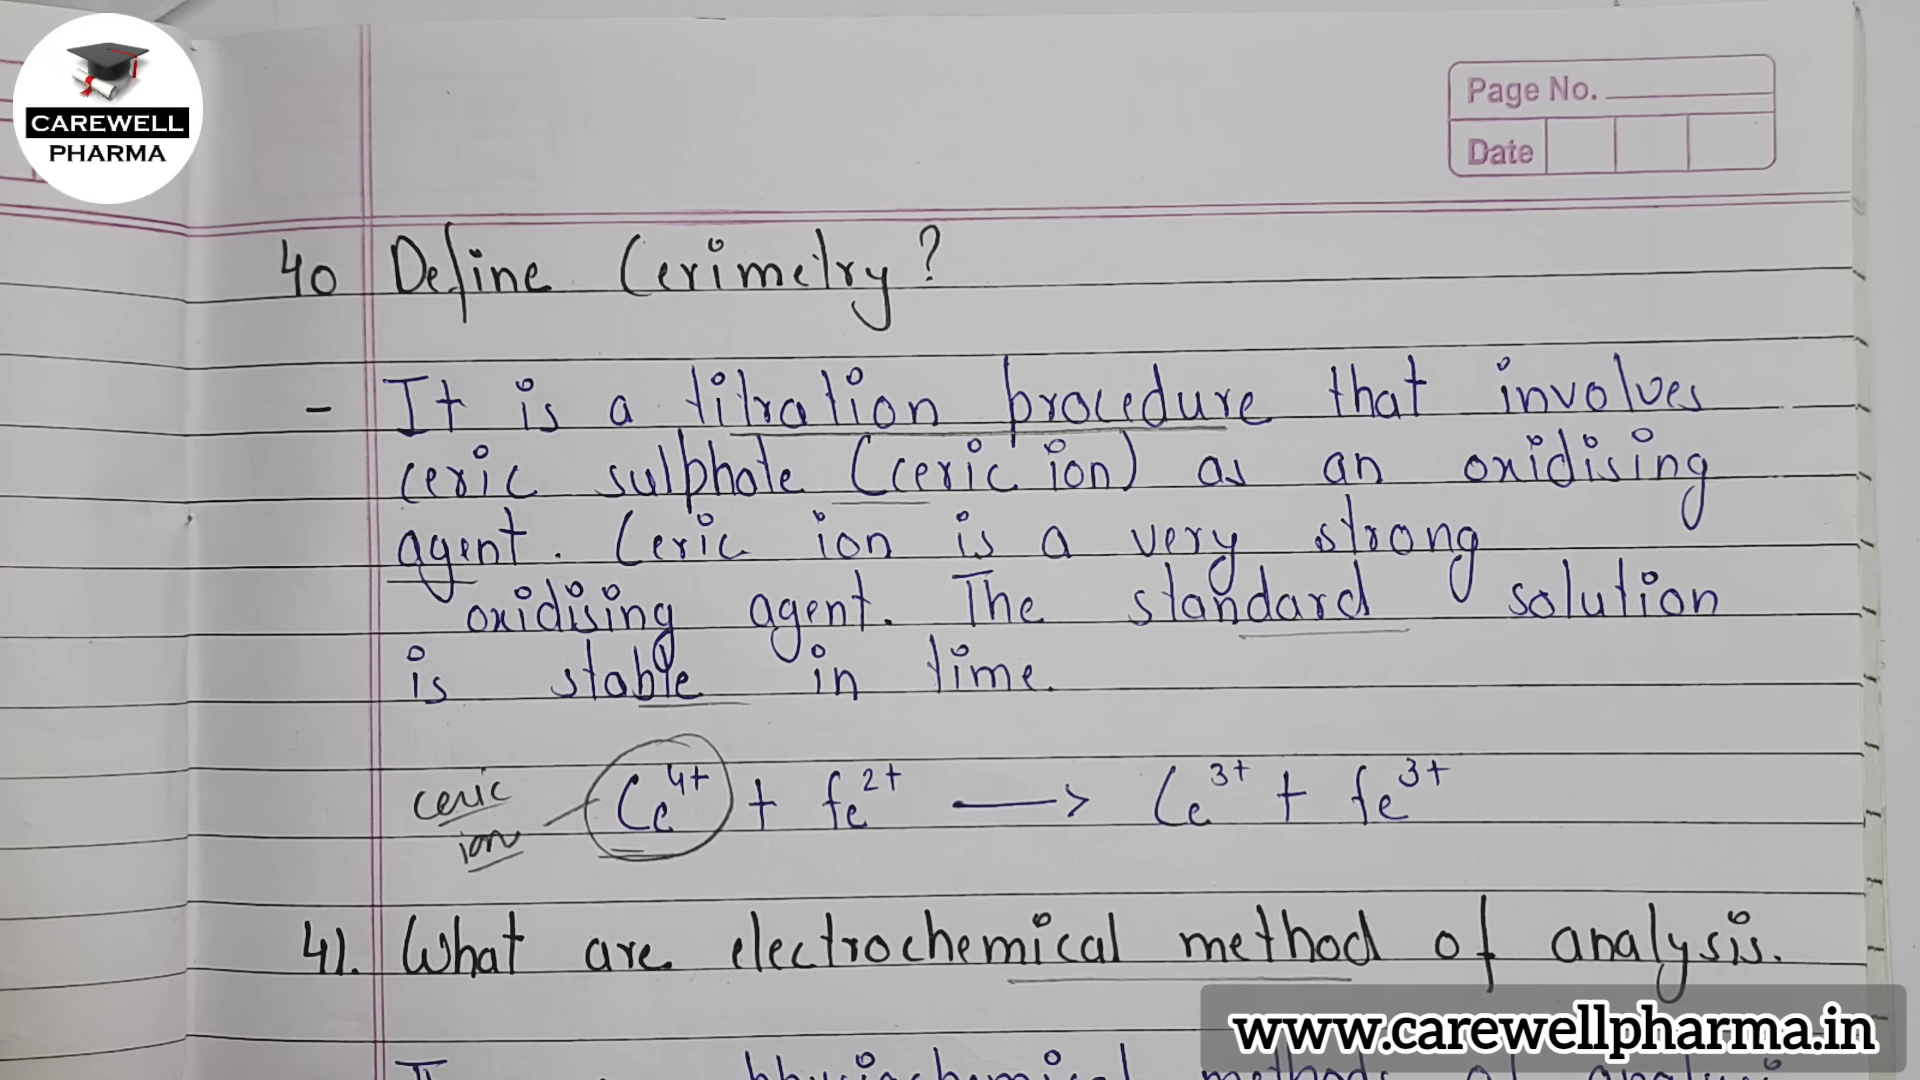 CAREWELL
PHARMA
Page No.
Date
40 Define Cerimetry?
- It is a titration procedure that involves
ceric sulphate (ceric ion) as an oxidising
agent. Ceric ion is a very strong
oxidising agent. The standard solution
is stable in time.
ceric
ion
Ce4+ + fe2+ → Ce3+ + fe3+
41. What are electrochemical method of analysis.
www.carewellpharma.in